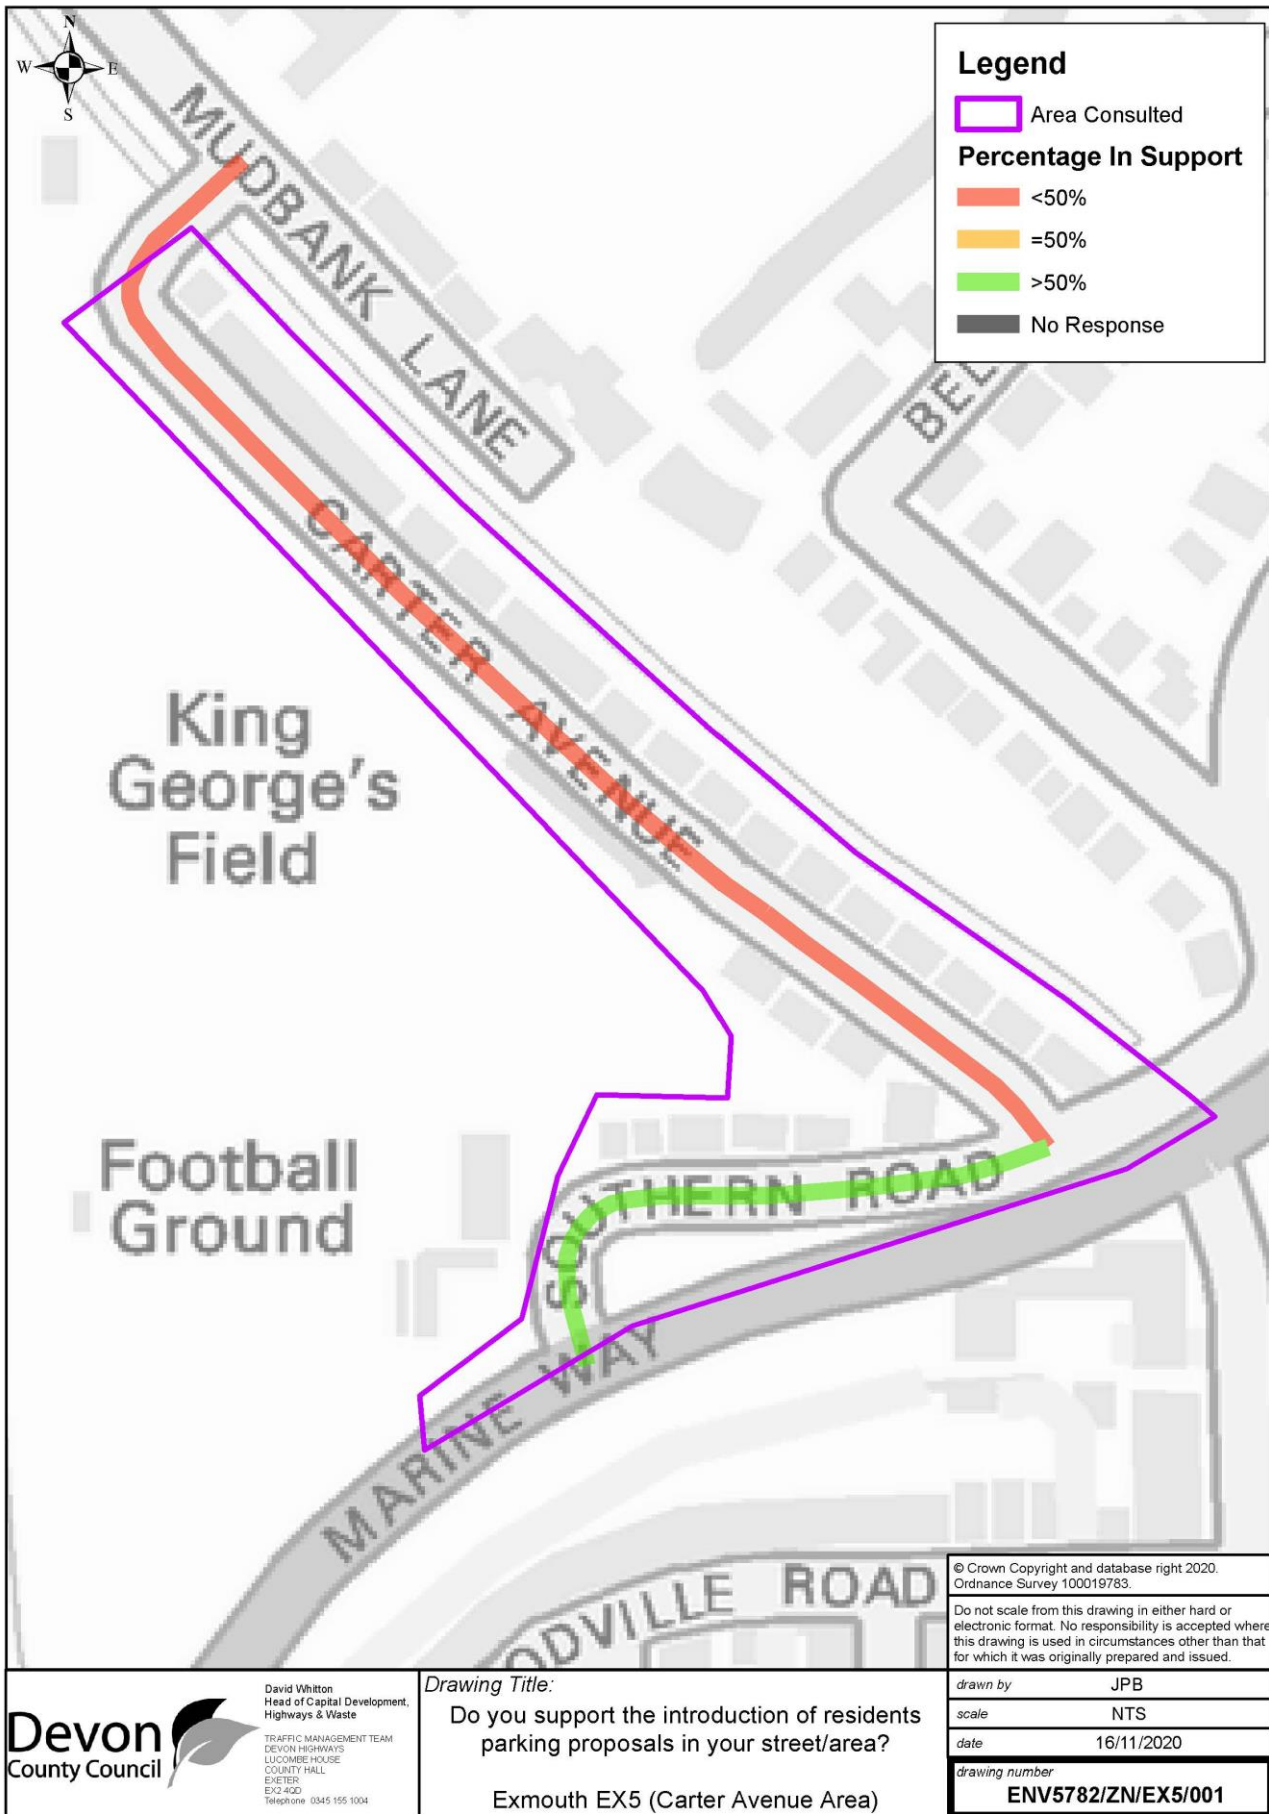 N
W
E
S
Legend
Area Consulted
Percentage In Support
<50%
=50%
>50%
No Response
MUDBANK LANE
CARTER AVENUE
King
George's
Field
Football
Ground
SOUTHERN ROAD
MARINE WAY
ROAD
© Crown Copyright and database right 2020.
Ordnance Survey 100019783.
Do not scale from this drawing in either hard or
electronic format. No responsibility is accepted where
this drawing is used in circumstances other than that
for which it was originally prepared and issued.
Devon
County Council
David Whitton
Head of Capital Development,
Highways & Waste
TRAFFIC MANAGEMENT TEAM
DEVON HIGHWAYS
LUCOMBE HOUSE
COUNTY HALL
EXETER
EX2 4QD
Telephone 0345 155 1004
Drawing Title:
Do you support the introduction of residents
parking proposals in your street/area?
Exmouth EX5 (Carter Avenue Area)
drawn by JPB
scale NTS
date 16/11/2020
drawing number
ENV5782/ZN/EX5/001